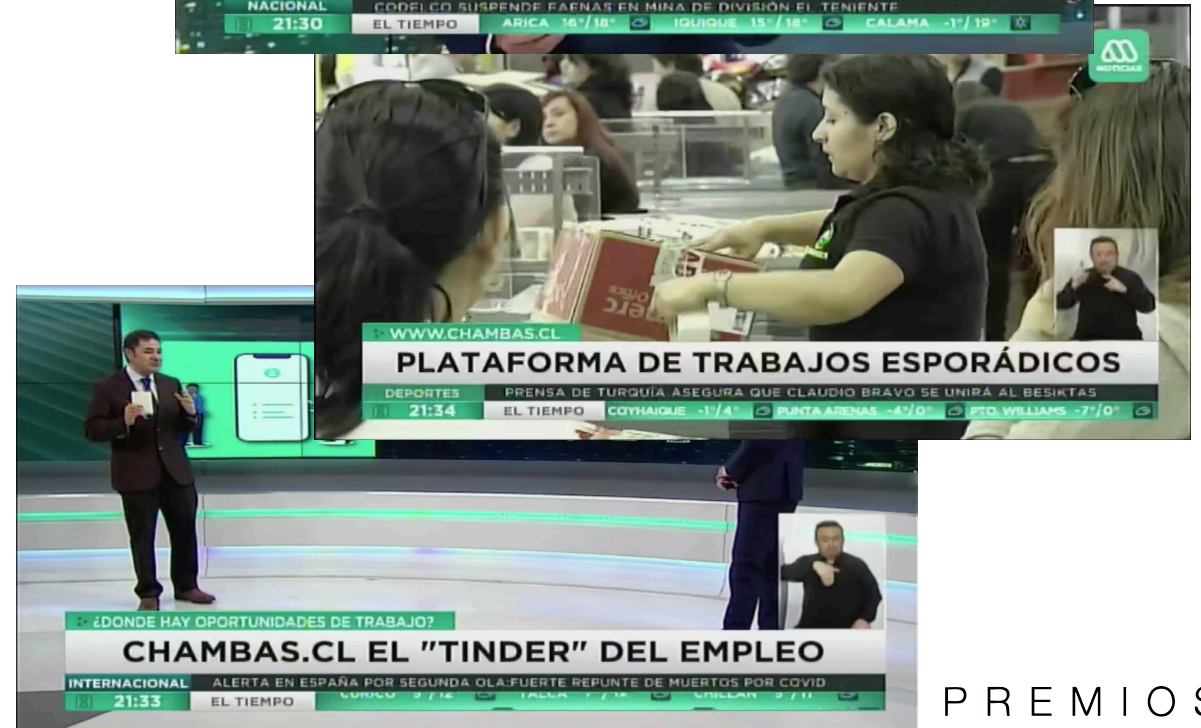 NACIONAL CODELCO SUSPENDE FAENAS EN MINA DE DIVISIÓN EL TENIENTE
21:30 EL TIEMPO ARICA 16°/18° IQUIQUE 15°/18° CALAMA -1°/19°
NOTICIAS
WWW.CHAMBAS.CL
PLATAFORMA DE TRABAJOS ESPORÁDICOS
DEPORTES PRENSA DE TURQUÍA ASEGURA QUE CLAUDIO BRAVO SE UNIRÁ AL BESIKTAS
21:34 EL TIEMPO COYHAIQUE -1°/4° PUNTA ARENAS -4°/0° PTO. WILLIAMS -7°/0°
¿DONDE HAY OPORTUNIDADES DE TRABAJO?
CHAMBAS.CL EL "TINDER" DEL EMPLEO
INTERNACIONAL ALERTA EN ESPAÑA POR SEGUNDA OLA:FUERTE REPUNTE DE MUERTOS POR COVID
21:33 EL TIEMPO CURICÓ TALCA CHILLÁN
PREMIOS